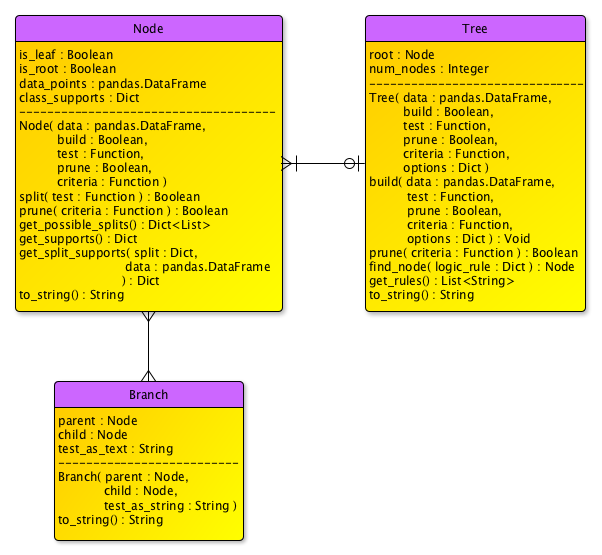 Node
is_leaf : Boolean
is_root : Boolean
data_points : pandas.DataFrame
class_supports : Dict
Node( data : pandas.DataFrame,
build : Boolean,
test : Function,
prune : Boolean,
criteria : Function )
split( test : Function ) : Boolean
prune( criteria : Function ) : Boolean
get_possible_splits() : Dict<List>
get_supports() : Dict
get_split_supports( split : Dict,
data : pandas.DataFrame
) : Dict
to_string() : String
Tree
root : Node
num_nodes : Integer
Tree( data : pandas.DataFrame,
build : Boolean,
test : Function,
prune : Boolean,
criteria : Function,
options : Dict )
build( data : pandas.DataFrame,
test : Function,
prune : Boolean,
criteria : Function,
options : Dict ) : Void
prune( criteria : Function ) : Boolean
find_node( logic_rule : Dict ) : Node
get_rules() : List<String>
to_string() : String
Branch
parent : Node
child : Node
test_as_text : String
Branch( parent : Node,
child : Node,
test_as_string : String )
to_string() : String